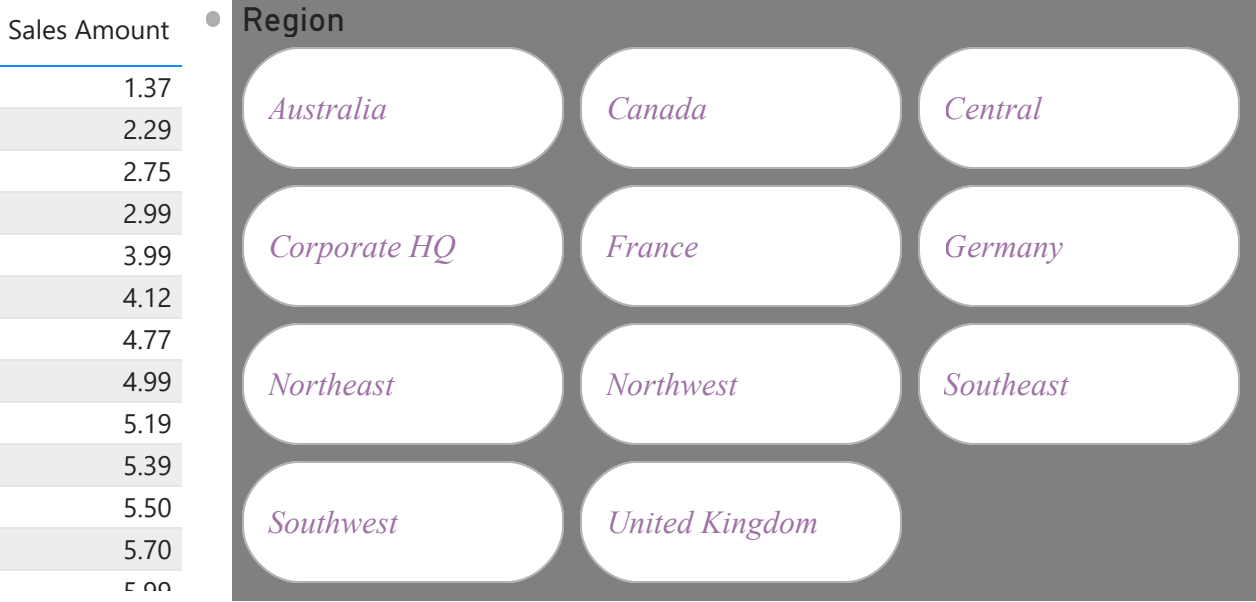 Sales Amount
1.37
2.29
2.75
2.99
3.99
4.12
4.77
4.99
5.19
5.39
5.50
5.70
5.99
Region
Australia
Canada
Central
Corporate HQ
France
Germany
Northeast
Northwest
Southeast
Southwest
United Kingdom